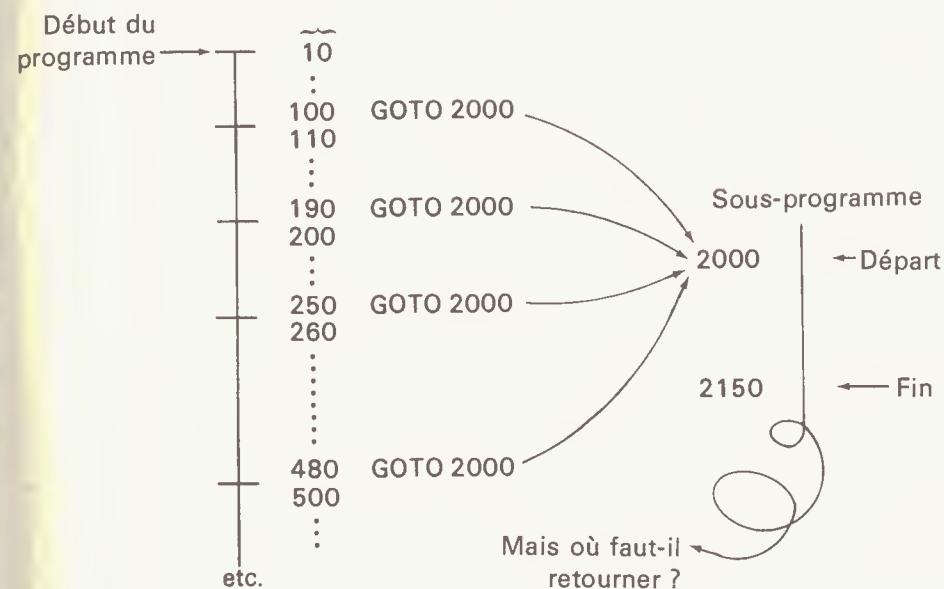 Début du
programme
10
100 GOTO 2000
110
190 GOTO 2000
200
250 GOTO 2000
260
480 GOTO 2000
500
etc.
Sous-programme
2000 Départ
2150 Fin
Mais où faut-il
retourner ?